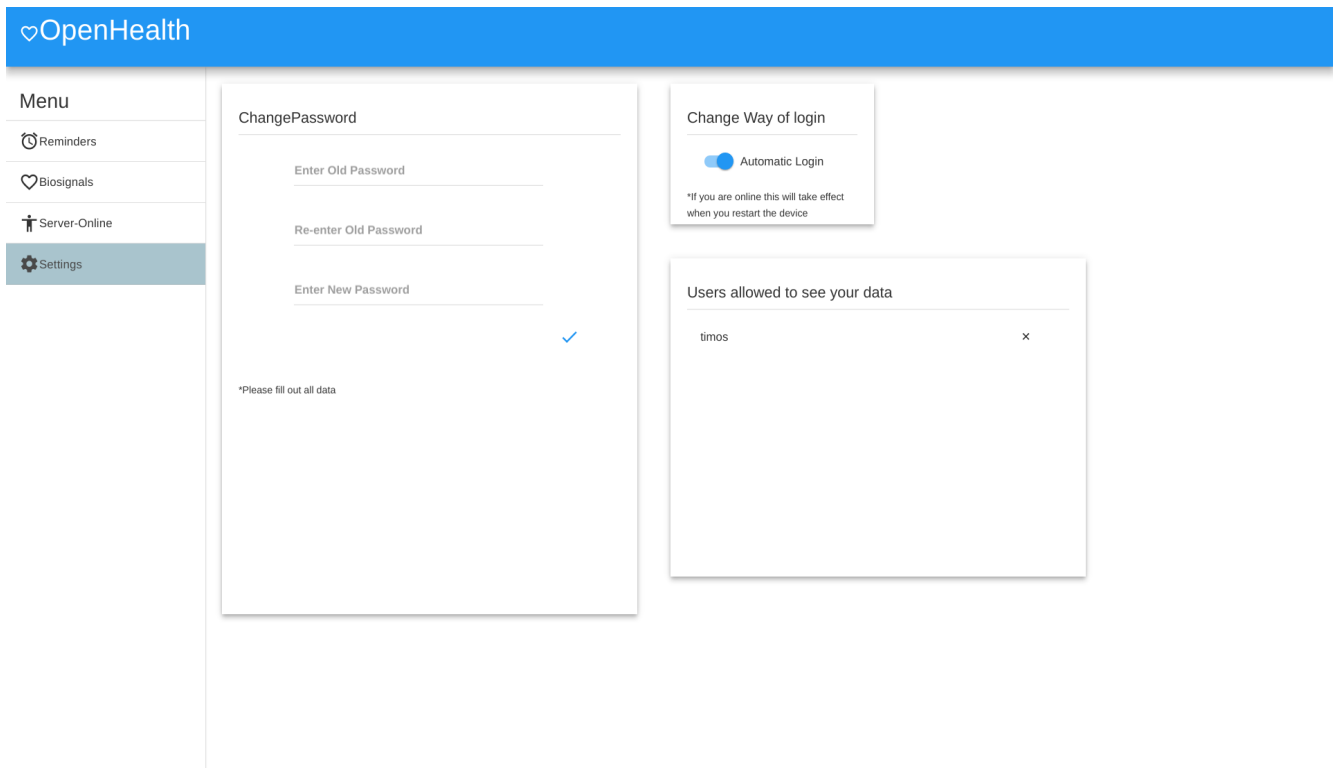 OpenHealth
Menu
Reminders
Biosignals
Server-Online
Settings
ChangePassword
Enter Old Password
Re-enter Old Password
Enter New Password
*Please fill out all data
Change Way of login
Automatic Login
*If you are online this will take effect
when you restart the device
Users allowed to see your data
timos